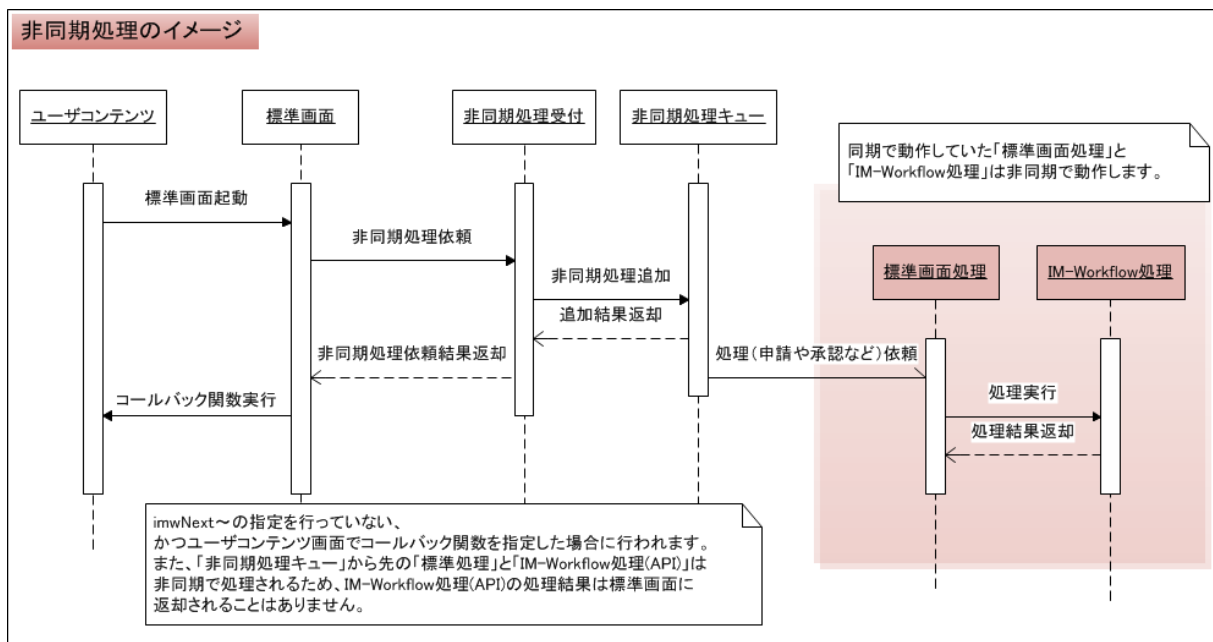 非同期処理のイメージ
ユーザコンテンツ
標準画面
非同期処理受付
非同期処理キュー
同期で動作していた「標準画面処理」と
「IM-Workflow処理」は非同期で動作します。
標準画面起動
非同期処理依頼
標準画面処理
IM-Workflow処理
非同期処理追加
追加結果返却
非同期処理依頼結果返却
処理（申請や承認など）依頼
コールバック関数実行
処理実行
処理結果返却
imwNext～の指定を行っていない、
かつユーザコンテンツ画面でコールバック関数を指定した場合に行われます。
また、「非同期処理キュー」から先の「標準処理」と「IM-Workflow処理(API)」は
非同期で処理されるため、IM-Workflow処理(API)の処理結果は標準画面に
返却されることはありません。